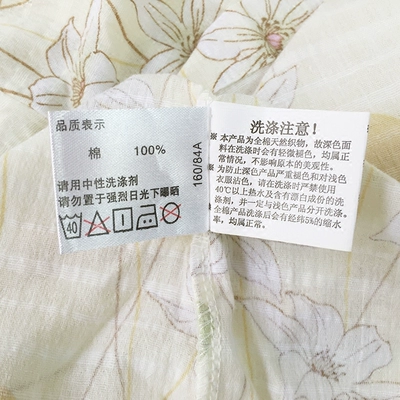 品质表示
棉 100%
请用中性洗涤剂
请勿置于强烈日光下曝晒
40
160/84A
洗涤注意！
※本产品为全棉天然织物，故深色面
料在洗涤时会有轻微褪色，均属正
常情况，不影响原本的美观性。
※为防止深色产品严重褪色和对浅色
衣服沾色，请在洗涤时严禁使用
40℃以上热水及含有漂白成份的洗
涤剂，并一定与浅色产品分开洗涤。
※全棉产品洗涤后会有经纬5%的缩水
率，均属正常。